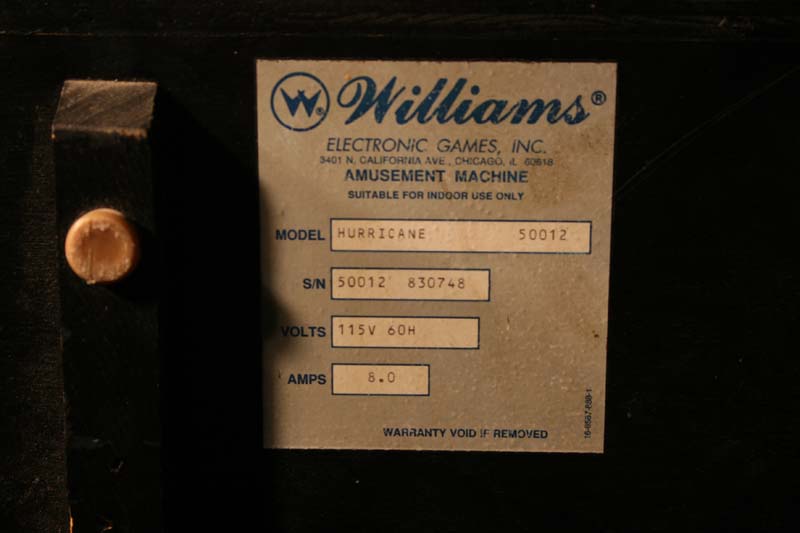 W® Williams®
ELECTRONIC GAMES, INC.
3401 N. CALIFORNIA AVE., CHICAGO, IL 60618
AMUSEMENT MACHINE
SUITABLE FOR INDOOR USE ONLY
MODEL HURRICANE 50012
S/N 50012 830748
VOLTS 115V 60H
AMPS 8.0
WARRANTY VOID IF REMOVED